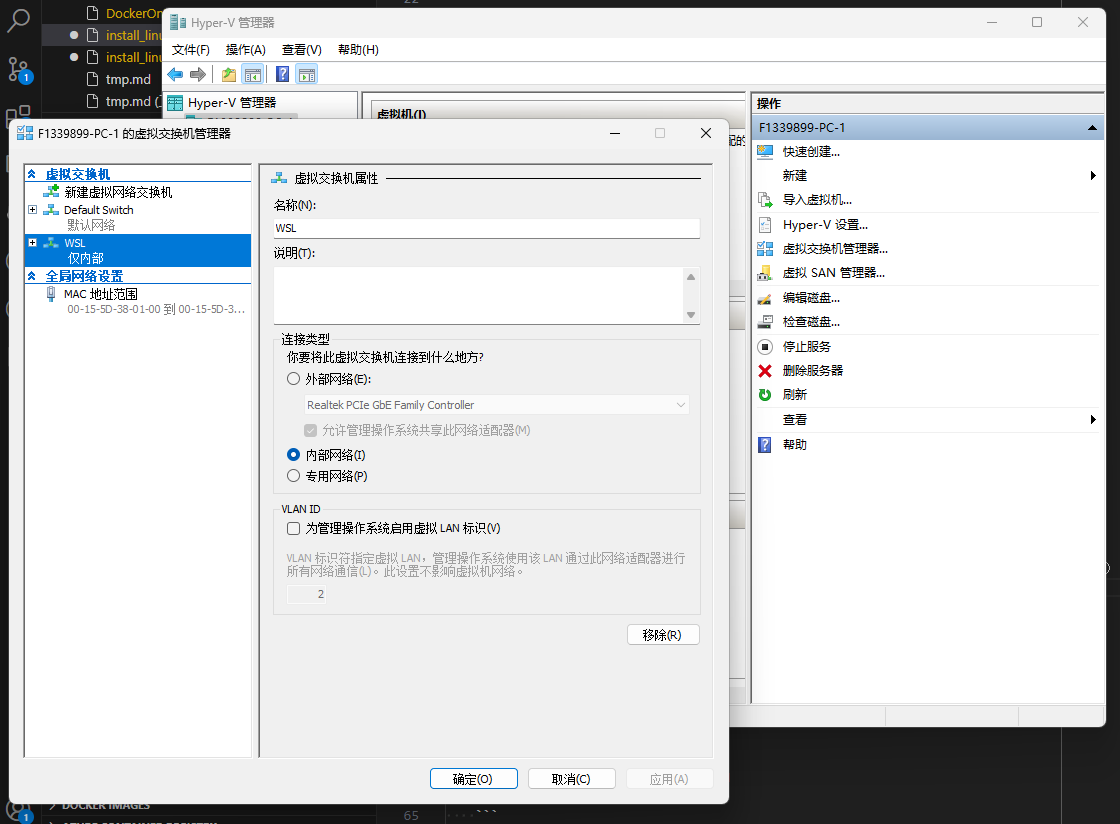 22
DockerOn
install_linu
install_linu
tmp.md
tmp.md (
1
Hyper-V 管理器
文件(F) 操作(A) 查看(V) 帮助(H)
Hyper-V 管理器
虚拟机(I)
配的
操作
F1339899-PC-1
快速创建...
新建
导入虚拟机...
Hyper-V 设置...
虚拟交换机管理器...
虚拟 SAN 管理器...
编辑磁盘...
检查磁盘...
停止服务
删除服务器
刷新
查看
帮助
F1339899-PC-1 的虚拟交换机管理器
虚拟交换机
新建虚拟网络交换机
Default Switch
默认网络
WSL
仅内部
全局网络设置
MAC 地址范围
00-15-5D-38-01-00 到 00-15-5D-3...
虚拟交换机属性
名称(N):
WSL
说明(T):
连接类型
你要将此虚拟交换机连接到什么地方?
外部网络(E):
Realtek PCIe GbE Family Controller
允许管理操作系统共享此网络适配器(M)
内部网络(I)
专用网络(P)
VLAN ID
为管理操作系统启用虚拟 LAN 标识(V)
VLAN 标识符指定虚拟 LAN，管理操作系统使用该 LAN 通过此网络适配器进行
所有网络通信(L)。此设置不影响虚拟机网络。
2
移除(R)
确定(O) 取消(C) 应用(A)
1
DOCKER IMAGES
65 ```